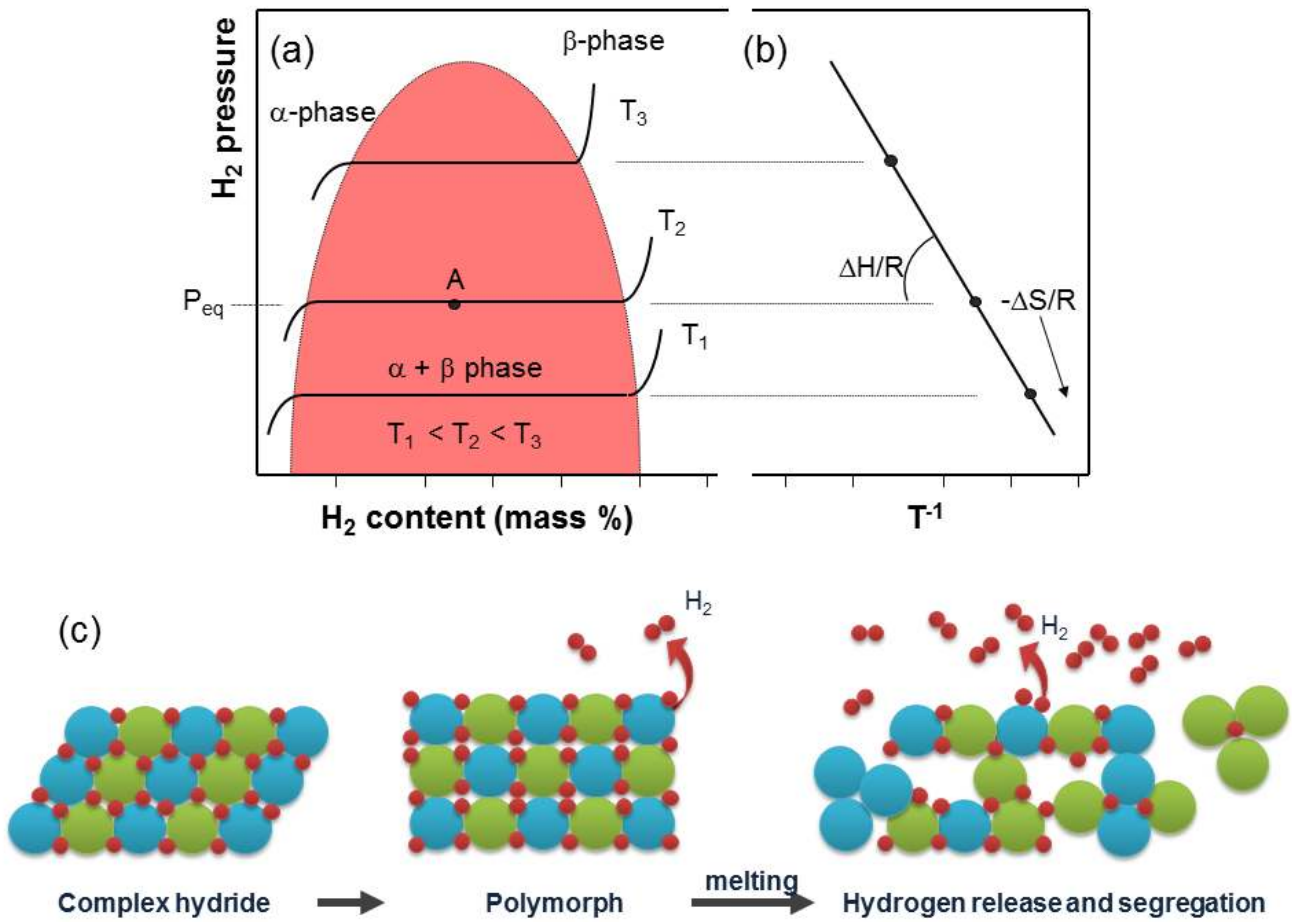 (a)
β-phase
(b)
α-phase
T₃
H₂ pressure
T₂
A
ΔH/R
P_eq
-ΔS/R
T₁
α + β phase
T₁ < T₂ < T₃
H₂ content (mass %)
T⁻¹
(c)
H₂
H₂
Complex hydride
Polymorph
melting
Hydrogen release and segregation